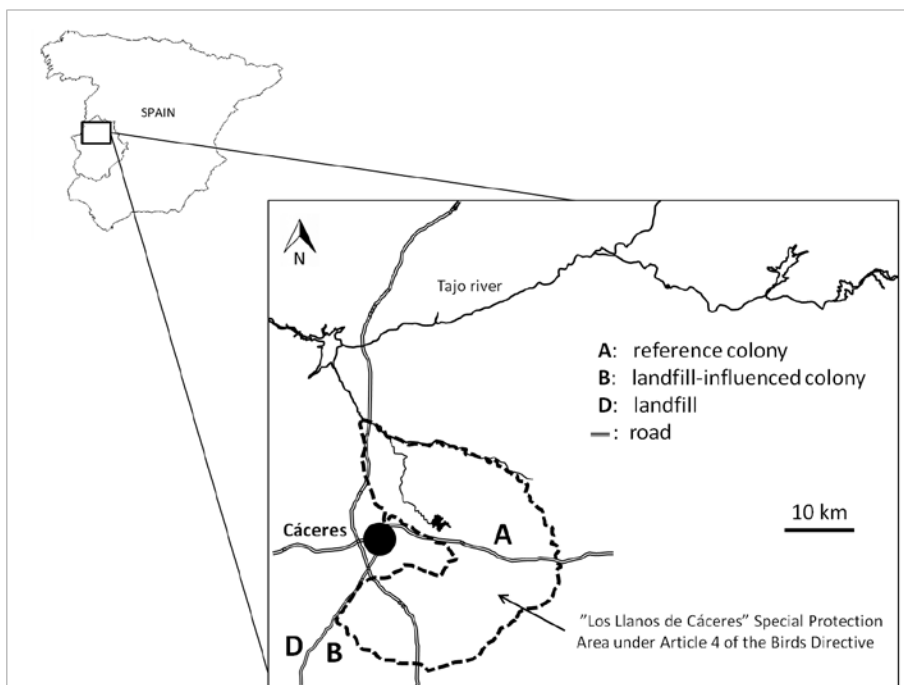 SPAIN
N
Tajo river
A: reference colony
B: landfill-influenced colony
D: landfill
═: road
10 km
Cáceres
A
"Los Llanos de Cáceres" Special Protection
Area under Article 4 of the Birds Directive
D
B